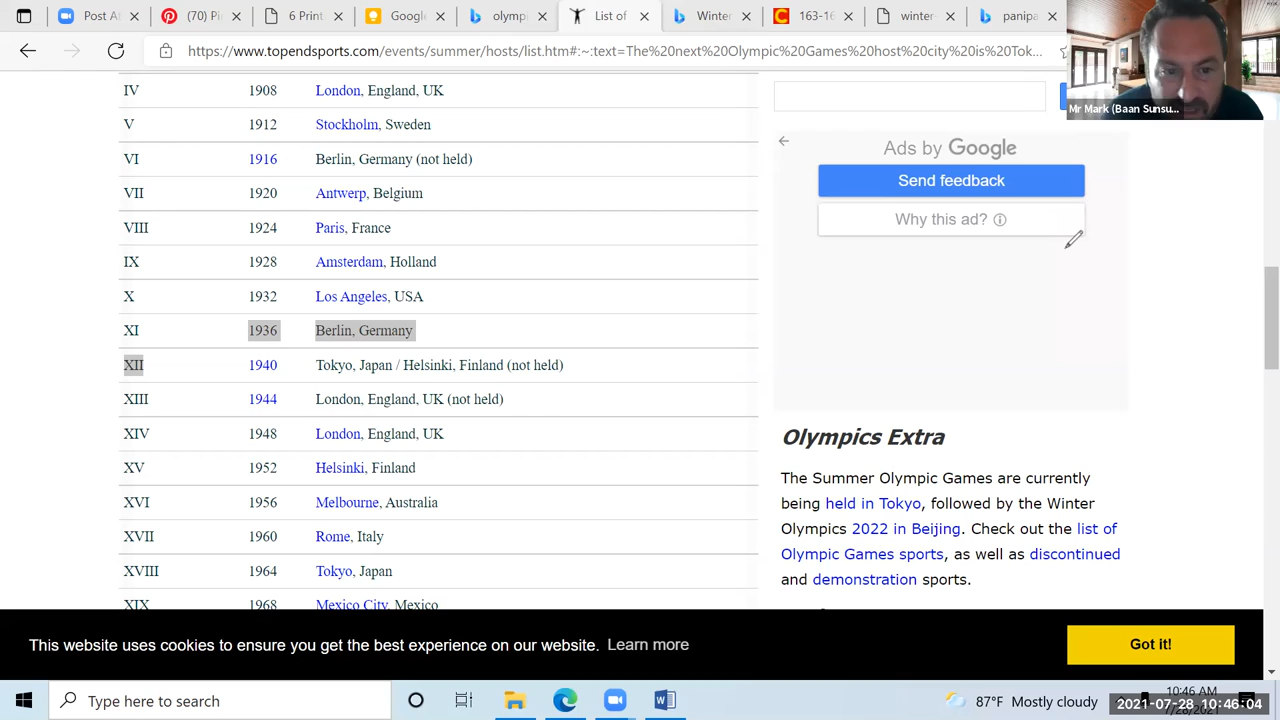 olymp
(70) Pi
Google
olymp
List of
Winter
163-16
winter
panipa
https://www.topendsports.com/events/summer/hosts/list.htm#:~:text=The%20next%20Olympic%20Games%20host%20city%20is%20Tok...
Mr Mark (Baan Sunsu...
IV 1908 London, England, UK
V 1912 Stockholm, Sweden
VI 1916 Berlin, Germany (not held)
VII 1920 Antwerp, Belgium
VIII 1924 Paris, France
IX 1928 Amsterdam, Holland
X 1932 Los Angeles, USA
XI 1936 Berlin, Germany
XII 1940 Tokyo, Japan / Helsinki, Finland (not held)
XIII 1944 London, England, UK (not held)
XIV 1948 London, England, UK
XV 1952 Helsinki, Finland
XVI 1956 Melbourne, Australia
XVII 1960 Rome, Italy
XVIII 1964 Tokyo, Japan
XIX 1968 Mexico City, Mexico
Ads by Google
Send feedback
Why this ad?
Olympics Extra
The Summer Olympic Games are currently
being held in Tokyo, followed by the Winter
Olympics 2022 in Beijing. Check out the list of
Olympic Games sports, as well as discontinued
and demonstration sports.
This website uses cookies to ensure you get the best experience on our website. Learn more
Got it!
Type here to search
87°F Mostly cloudy
10:46 AM
2021-07-28 10:46:04